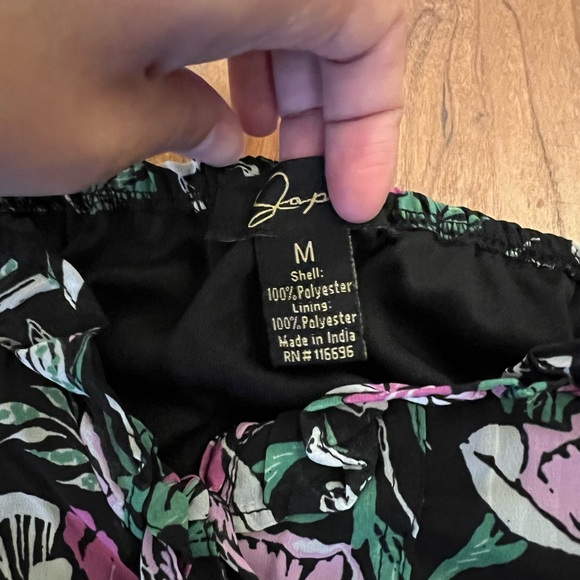 M
Shell:
100% Polyester
Lining:
100% Polyester
Made in India
RN# 116696